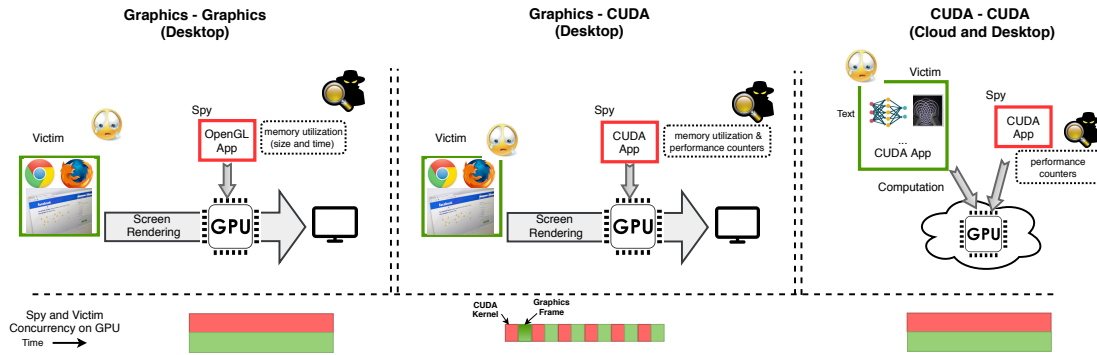 Graphics - Graphics
(Desktop)
Victim
Spy
OpenGL
App
memory utilization
(size and time)
Screen
Rendering
GPU
Graphics - CUDA
(Desktop)
Victim
Spy
CUDA
App
memory utilization &
performance counters
Screen
Rendering
GPU
CUDA - CUDA
(Cloud and Desktop)
Victim
Text
...
CUDA App
Spy
CUDA
App
performance
counters
Computation
GPU
Spy and Victim
Concurrency on GPU
Time
CUDA
Kernel
Graphics
Frame